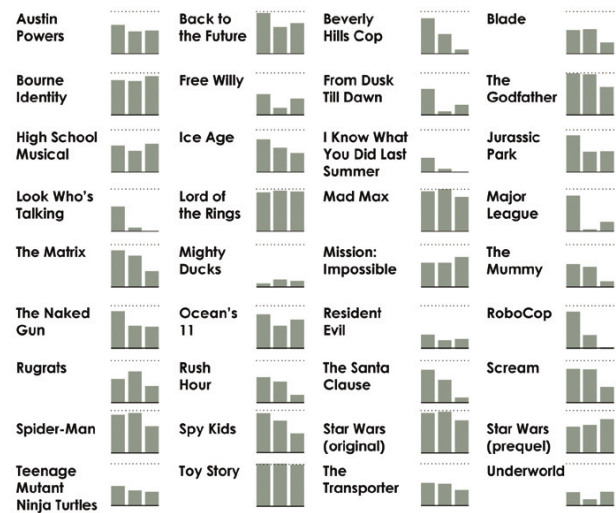 Austin
Powers
Back to
the Future
Beverly
Hills Cop
Blade
Bourne
Identity
Free Willy
From Dusk
Till Dawn
The
Godfather
High School
Musical
Ice Age
I Know What
You Did Last
Summer
Jurassic
Park
Look Who's
Talking
Lord of
the Rings
Mad Max
Major
League
The Matrix
Mighty
Ducks
Mission:
Impossible
The
Mummy
The Naked
Gun
Ocean's
11
Resident
Evil
RoboCop
Rugrats
Rush
Hour
The Santa
Clause
Scream
Spider-Man
Spy Kids
Star Wars
(original)
Star Wars
(prequel)
Teenage
Mutant
Ninja Turtles
Toy Story
The
Transporter
Underworld